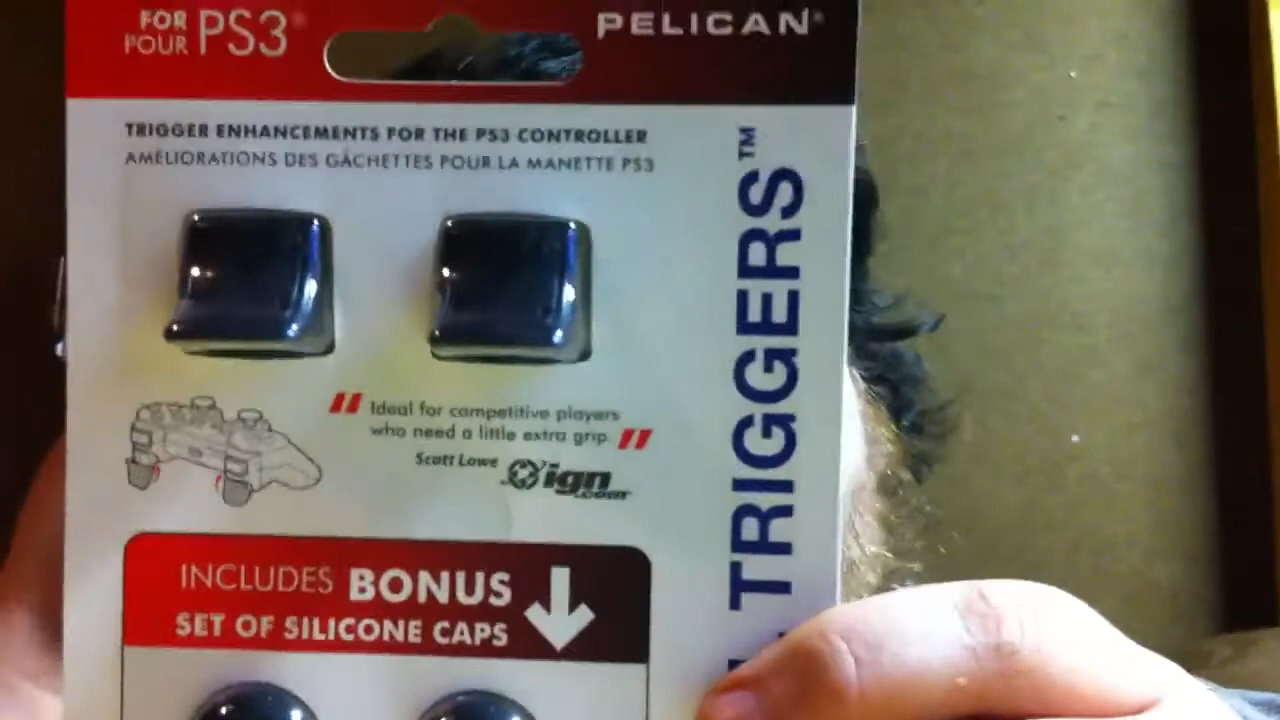 FOR
POUR PS3
PELICAN®
TRIGGER ENHANCEMENTS FOR THE PS3 CONTROLLER
AMÉLIORATIONS DES GÂCHETTES POUR LA MANETTE PS3
TRIGGERS™
"Ideal for competitive players
who need a little extra grip."
Scott Lowe
ign
.com
INCLUDES BONUS
SET OF SILICONE CAPS